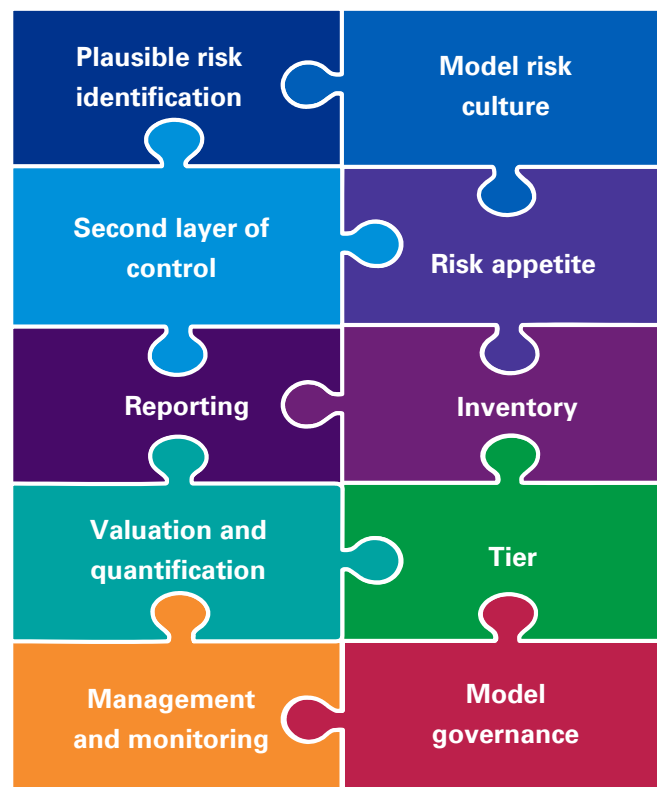 Plausible risk
identification
Model risk
culture
Second layer of
control
Risk appetite
Reporting
Inventory
Valuation and
quantification
Tier
Management
and monitoring
Model
governance